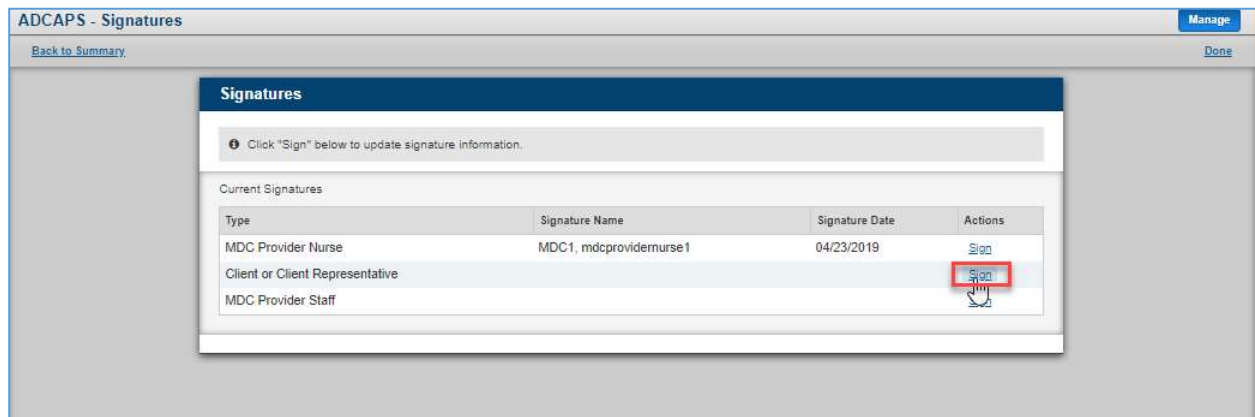 ADCAPS - Signatures Manage
Back to Summary Done
Signatures
Click "Sign" below to update signature information.
Current Signatures
Type Signature Name Signature Date Actions
MDC Provider Nurse MDC1, mdcprovidernurse1 04/23/2019 Sign
Client or Client Representative Sign
MDC Provider Staff